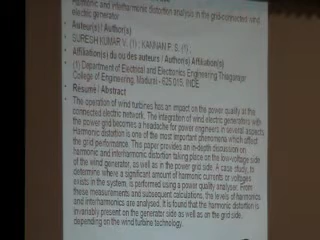 Harmonic and interharmonic distortion analysis in the grid-connected wind
electric generator
Auteur(s) / Author(s)
SURESH KUMAR V. (1) ; KANNAN P. S. (1) ;
Affiliation(s) du ou des auteurs / Author(s) Affiliation(s)
(1) Department of Electrical and Electronics Engineering Thiagarajar
College of Engineering, Madurai - 625 015, INDE
Résumé / Abstract
The operation of wind turbines has an impact on the power quality at the
connected electric network. The integration of wind electric generators with
the power grid becomes a headache for power engineers in several aspects.
Harmonic distortion is one of the most important phenomena which affect
the grid performance. This paper provides an in-depth discussion on
harmonic and interharmonic distortion taking place on the low-voltage side
of the wind generator, as well as in the power grid side. A case study, to
determine where a significant amount of harmonic currents or voltages
exists in the system, is performed using a power quality analyser. From
these measurements and subsequent calculations, the levels of harmonics
and interharmonics are analysed. It is found that the harmonic distortion is
invariably present on the generator side as well as on the grid side,
depending on the wind turbine technology.